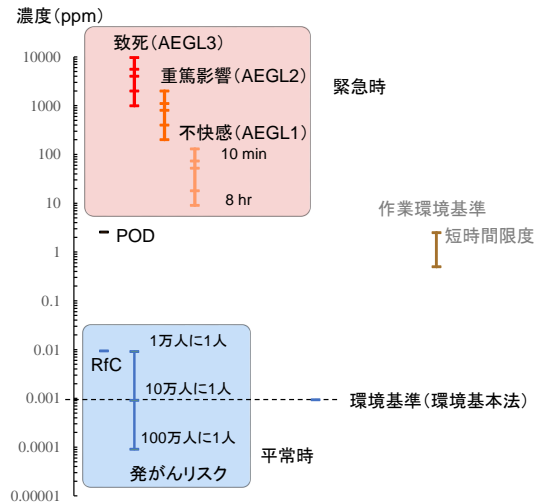 濃度(ppm)
10000
1000
100
10
1
0.1
0.01
0.001
0.0001
0.00001
致死(AEGL3)
重篤影響(AEGL2)
不快感(AEGL1)
10 min
8 hr
緊急時
POD
作業環境基準
短時間限度
1万人に1人
RfC
10万人に1人
環境基準(環境基本法)
100万人に1人
平常時
発がんリスク